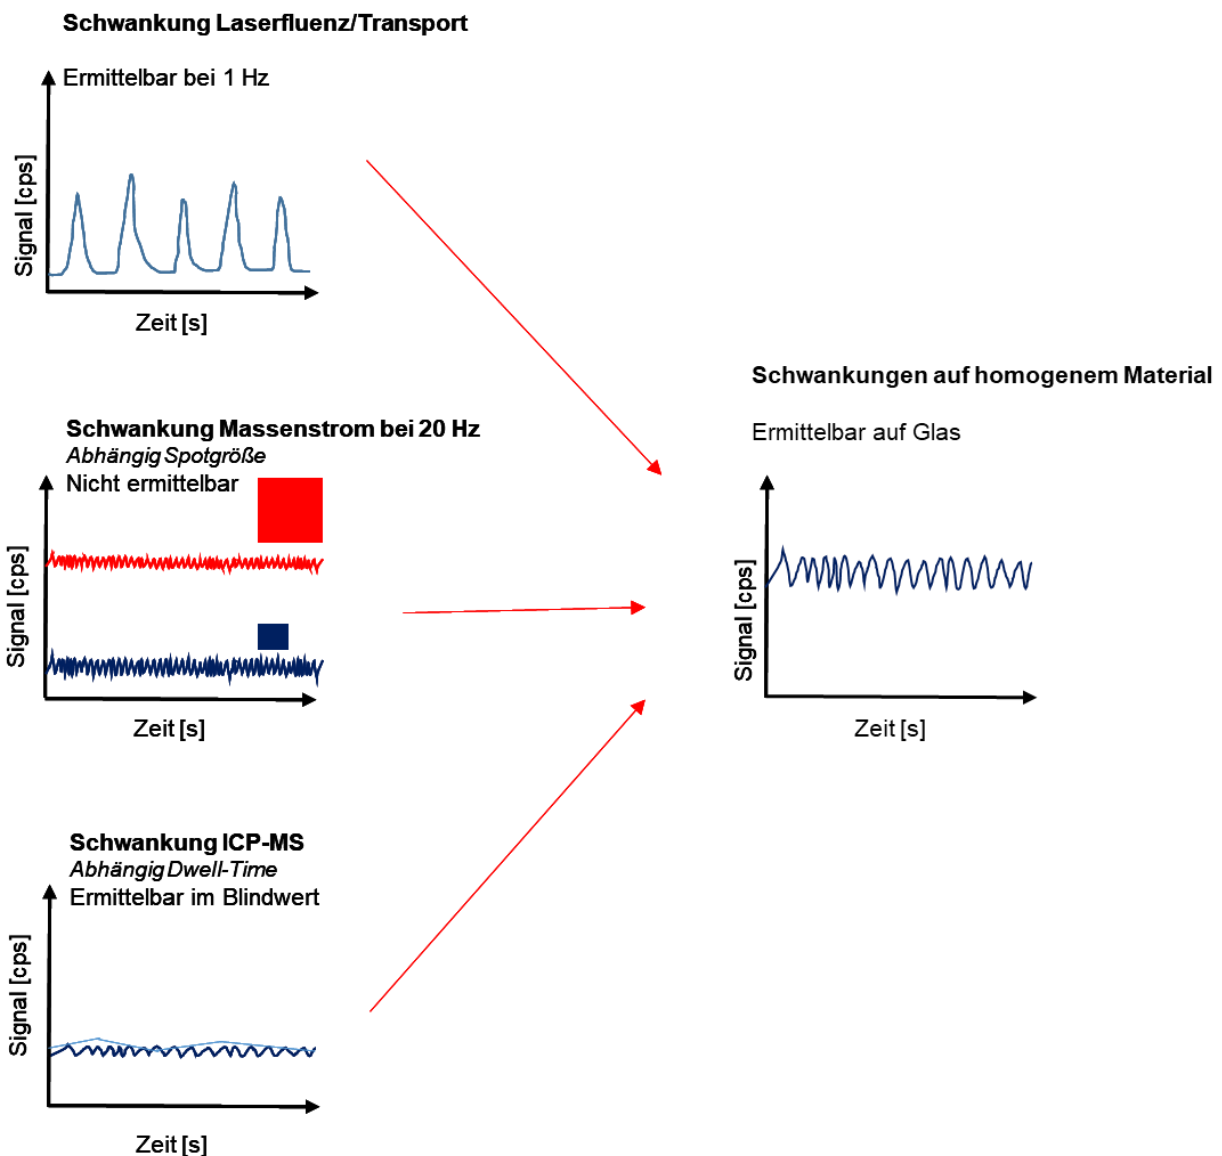 Schwankung Laserfluenz/Transport
Ermittelbar bei 1 Hz
Signal [cps]
Zeit [s]
Schwankung Massenstrom bei 20 Hz
Abhängig Spotgröße
Nicht ermittelbar
Signal [cps]
Zeit [s]
Schwankung ICP-MS
Abhängig Dwell-Time
Ermittelbar im Blindwert
Signal [cps]
Zeit [s]
Schwankungen auf homogenem Material
Ermittelbar auf Glas
Signal [cps]
Zeit [s]